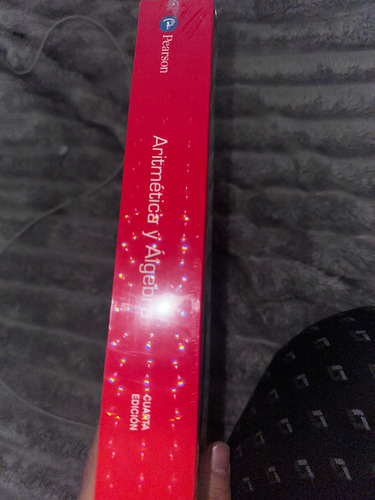 Pearson
Aritmética y Álgebra
CUARTA
EDICIÓN